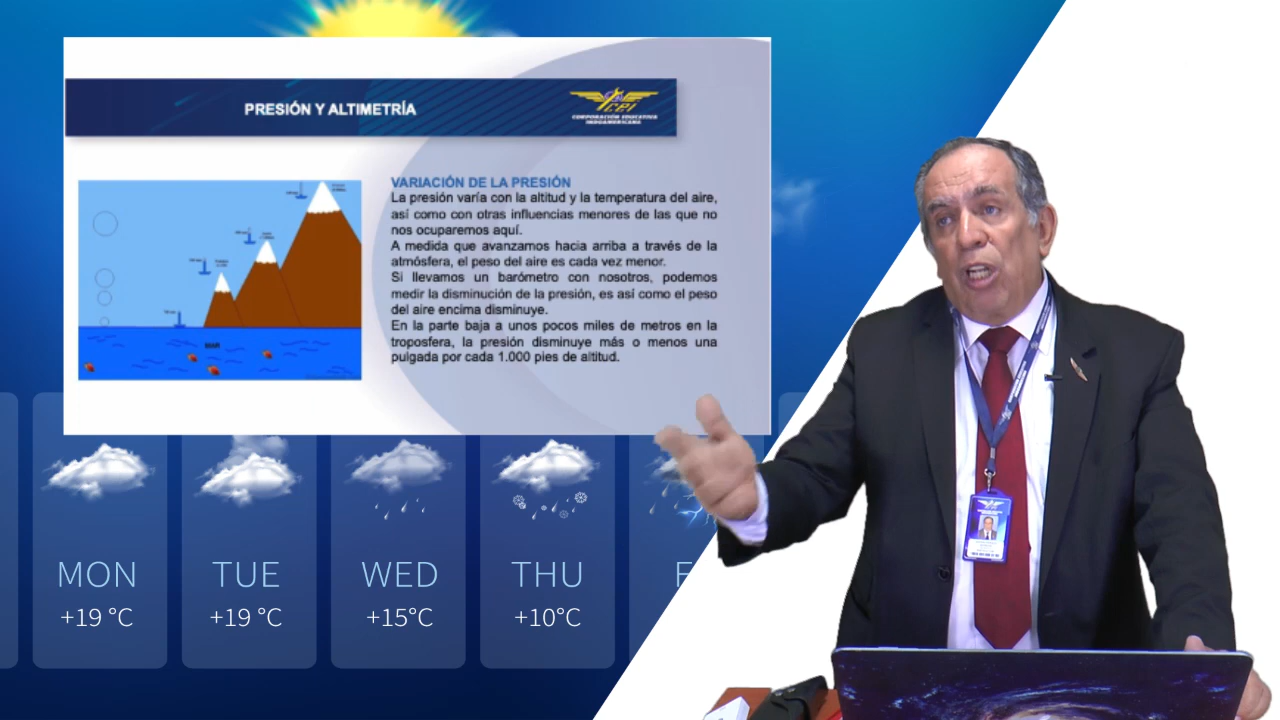 PRESIÓN Y ALTIMETRÍA
CORPORACIÓN EDUCATIVA
INDOAMERICANA
VARIACIÓN DE LA PRESIÓN
La presión varía con la altitud y la temperatura del aire,
así como con otras influencias menores de las que no
nos ocuparemos aquí.
A medida que avanzamos hacia arriba a través de la
atmósfera, el peso del aire es cada vez menor.
Si llevamos un barómetro con nosotros, podemos
medir la disminución de la presión, es así como el peso
del aire encima disminuye.
En la parte baja a unos pocos miles de metros en la
troposfera, la presión disminuye más o menos una
pulgada por cada 1.000 pies de altitud.
MAR
MON
+19 °C
TUE
+19 °C
WED
+15°C
THU
+10°C
F